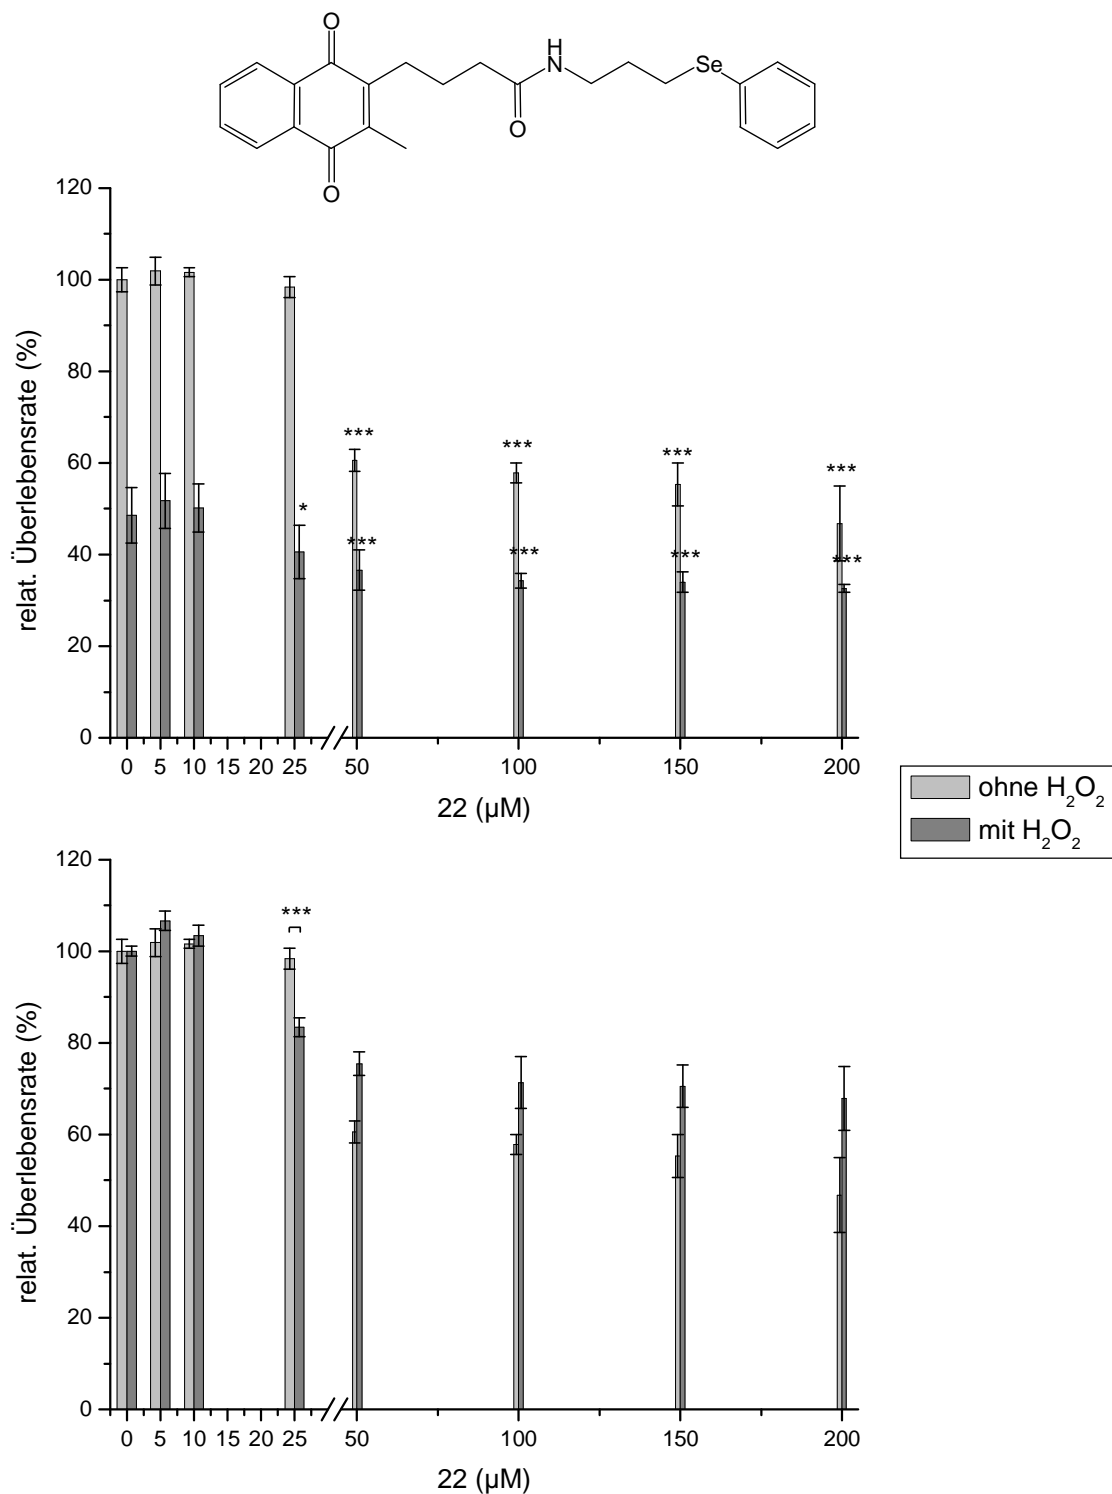 O
H
N
Se
O
O
120
100
80
60
40
20
0
relat. Überlebensrate (%)
***
***
***
***
*
***
***
***
***
0 5 10 15 20 25 50 100 150 200
22 (µM)
ohne H₂O₂
mit H₂O₂
120
100
80
60
40
20
0
relat. Überlebensrate (%)
***
0 5 10 15 20 25 50 100 150 200
22 (µM)